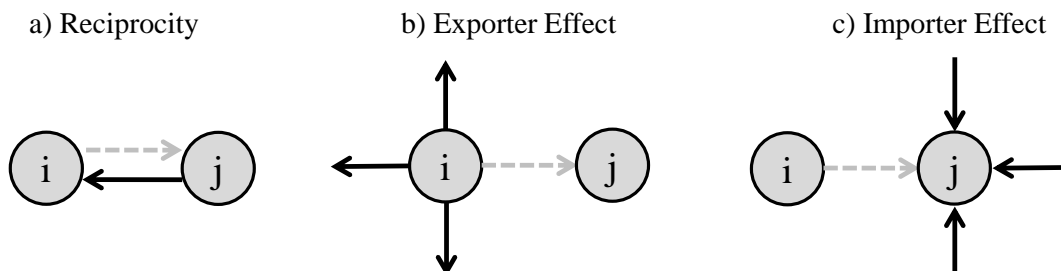 a) Reciprocity
b) Exporter Effect
c) Importer Effect
i
j
i
j
i
j